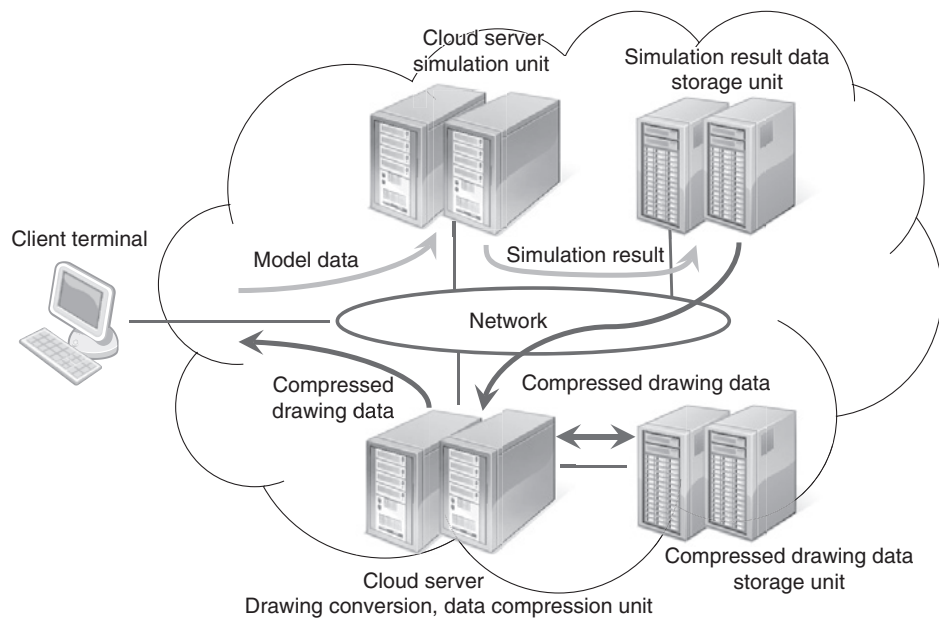 Cloud server
simulation unit
Simulation result data
storage unit
Client terminal
Model data
Simulation result
Network
Compressed
drawing data
Compressed drawing data
Cloud server
Drawing conversion, data compression unit
Compressed drawing data
storage unit